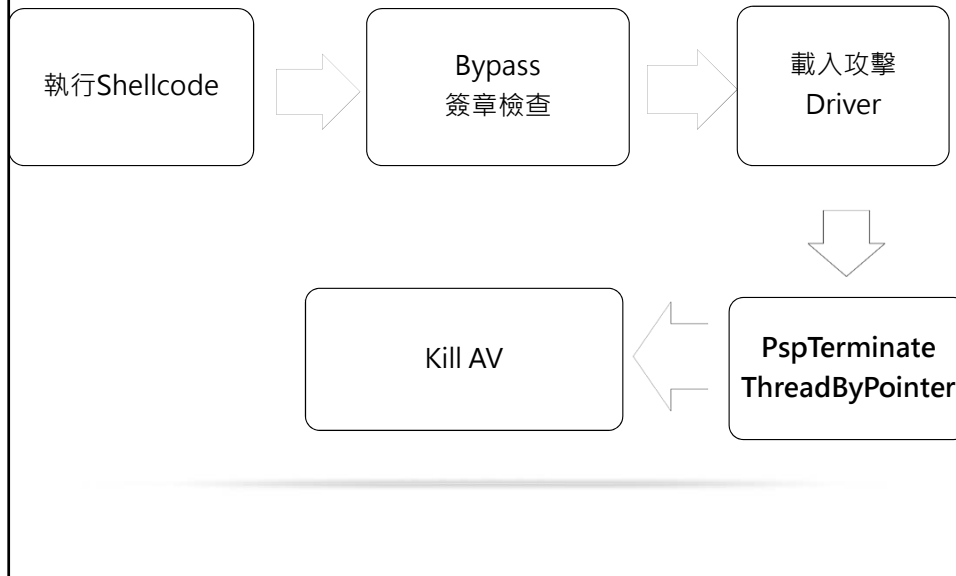 執行Shellcode
Bypass
簽章檢查
載入攻擊
Driver
PspTerminate
ThreadByPointer
Kill AV